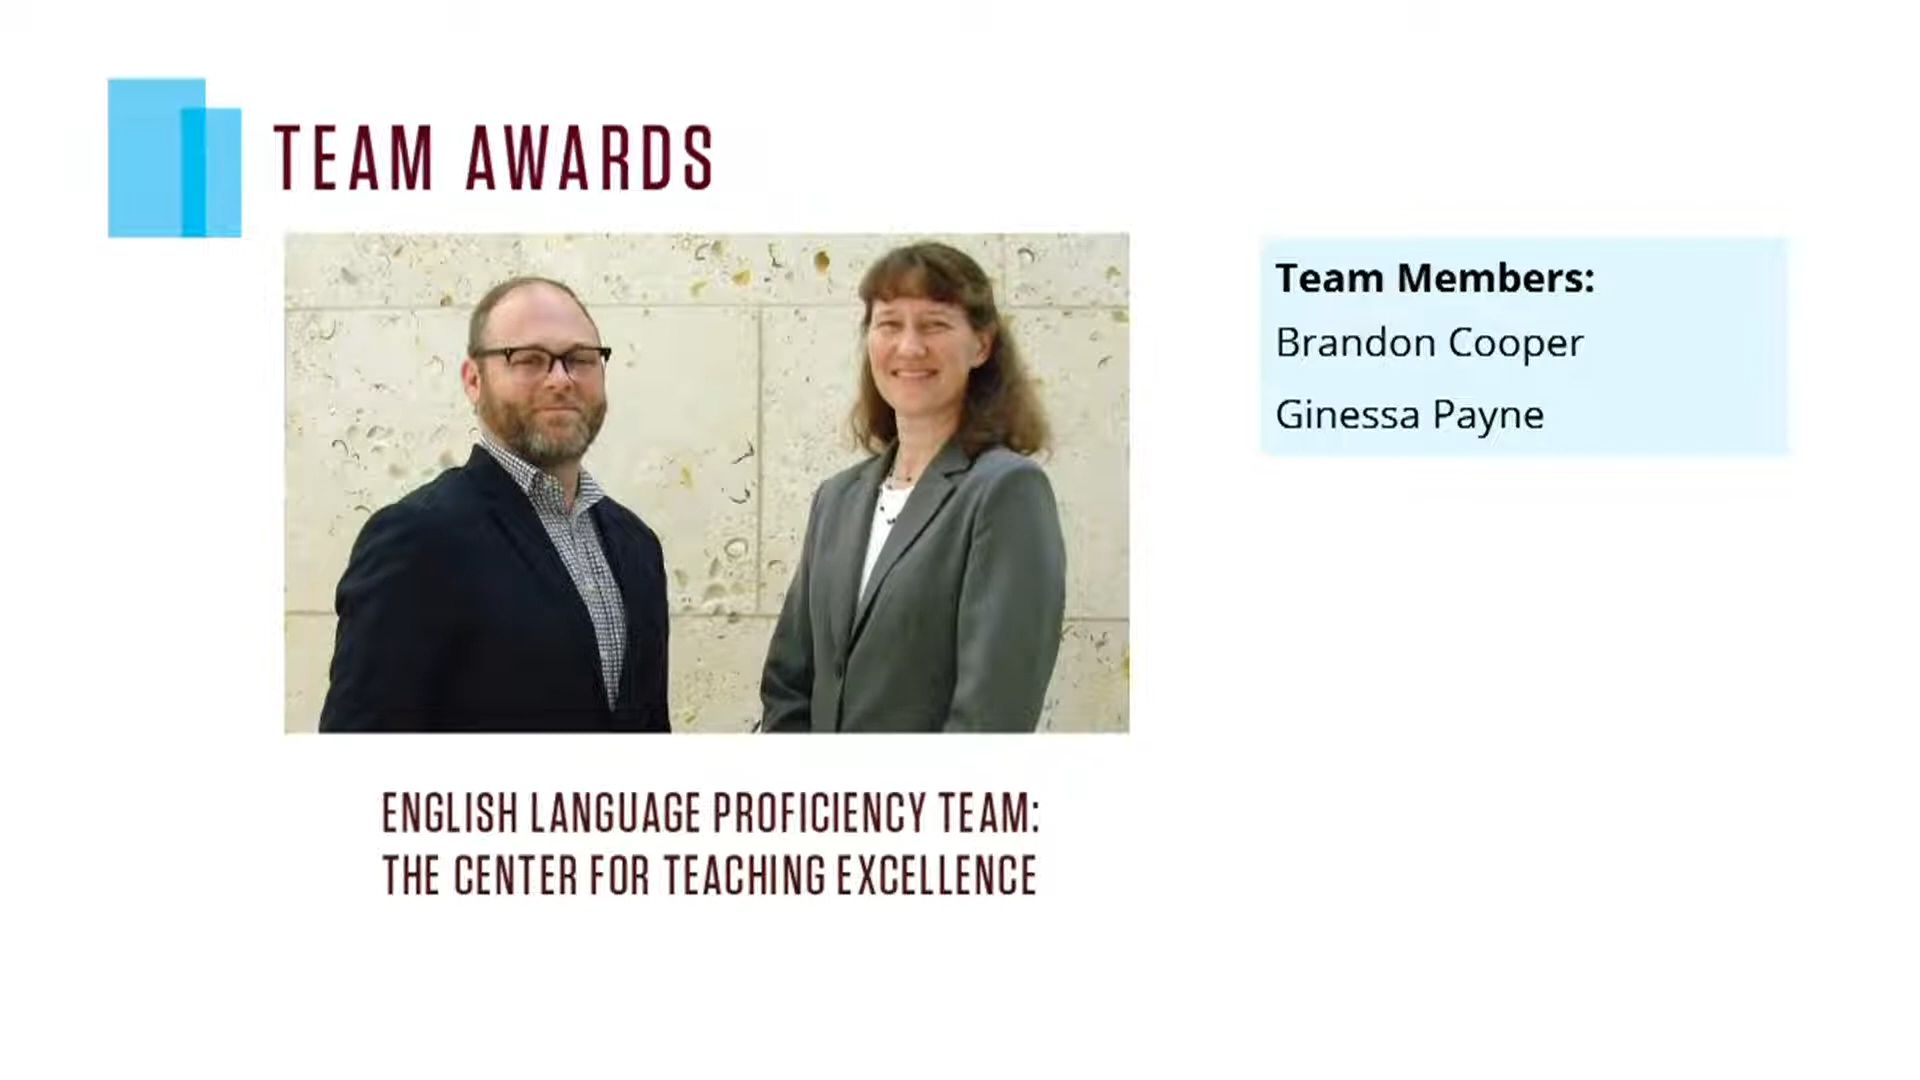 TEAM AWARDS
Team Members:
Brandon Cooper
Ginessa Payne
ENGLISH LANGUAGE PROFICIENCY TEAM:
THE CENTER FOR TEACHING EXCELLENCE